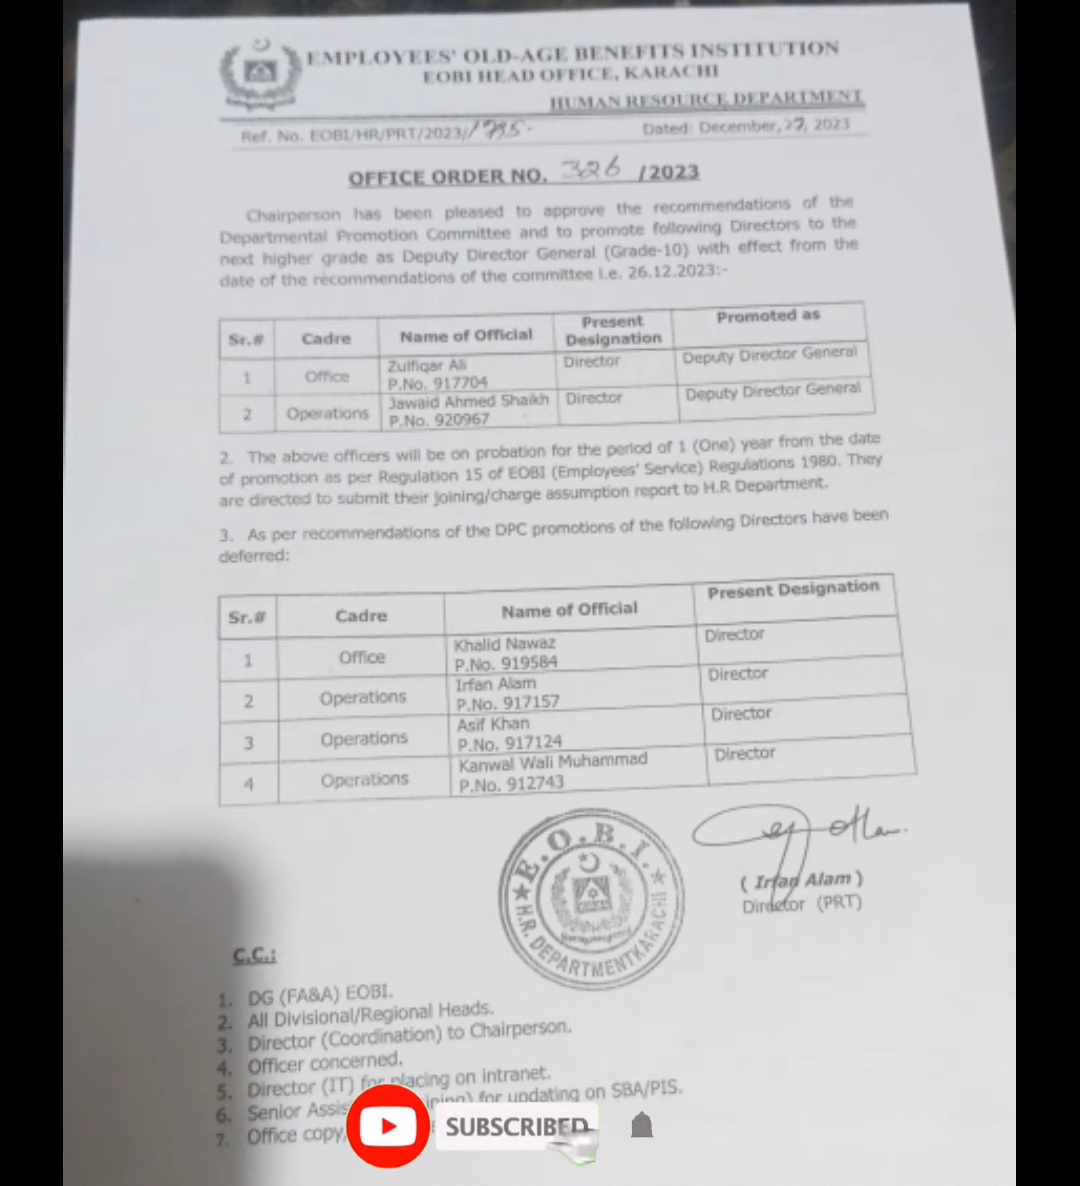 EMPLOYEES' OLD-AGE BENEFITS INSTITUTION
EOBI HEAD OFFICE, KARACHI
HUMAN RESOURCE DEPARTMENT
Ref. No. EOBI/HR/PRT/2023/1795-
Dated: December, 27, 2023
OFFICE ORDER NO. 326 /2023
Chairperson has been pleased to approve the recommendations of the
Departmental Promotion Committee and to promote following Directors to the
next higher grade as Deputy Director General (Grade-10) with effect from the
date of the recommendations of the committee i.e. 26.12.2023:-
Sr.# Cadre Name of Official Present Designation Promoted as
1 Office Zulfiqar Ali Director Deputy Director General
P.No. 917704
2 Operations Jawaid Ahmed Shaikh Director Deputy Director General
P.No. 920967
2. The above officers will be on probation for the period of 1 (One) year from the date
of promotion as per Regulation 15 of EOBI (Employees' Service) Regulations 1980. They
are directed to submit their joining/charge assumption report to H.R Department.
3. As per recommendations of the DPC promotions of the following Directors have been
deferred:
Sr.# Cadre Name of Official Present Designation
1 Office Khalid Nawaz Director
P.No. 919584
2 Operations Irfan Alam Director
P.No. 917157
3 Operations Asif Khan Director
P.No. 917124
4 Operations Kanwal Wali Muhammad Director
P.No. 912743
E.O.B.I.
H.R. DEPARTMENT KARACHI
( Irfan Alam )
Director (PRT)
C.C.:
1. DG (FA&A) EOBI.
2. All Divisional/Regional Heads.
3. Director (Coordination) to Chairperson.
4. Officer concerned.
5. Director (IT) for placing on intranet.
6. Senior for updating on SBA/PIS.
7. Office copy.
SUBSCRIBED